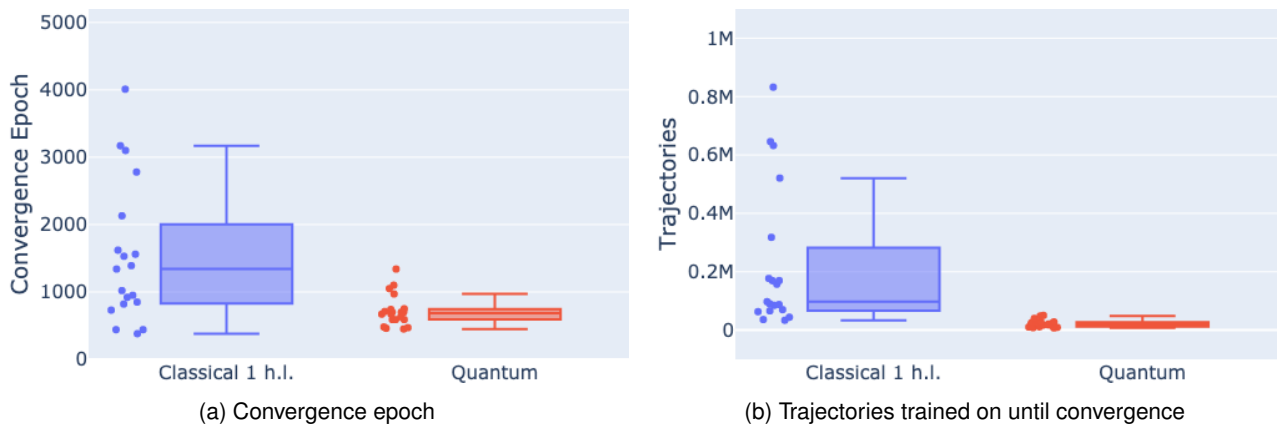 Convergence Epoch
5000
4000
3000
2000
1000
0
Classical 1 h.l.
Quantum
(a) Convergence epoch
Trajectories
1M
0.8M
0.6M
0.4M
0.2M
0
Classical 1 h.l.
Quantum
(b) Trajectories trained on until convergence